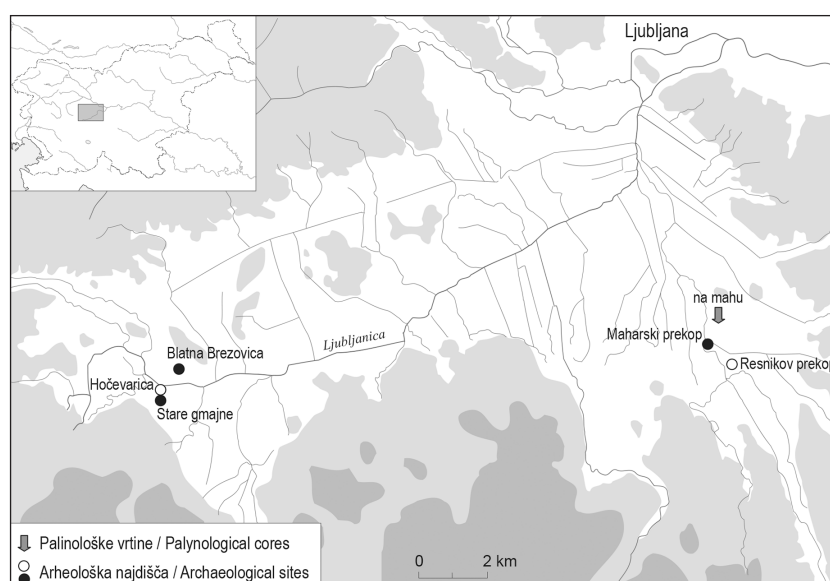 Ljubljana
na mahu
Maharski prekop
Resnikov prekop
Ljubljanica
Blatna Brezovica
Hočevarica
Stare gmajne
Palinološke vrtine / Palynological cores
Arheološka najdišča / Archaeological sites
0 2 km